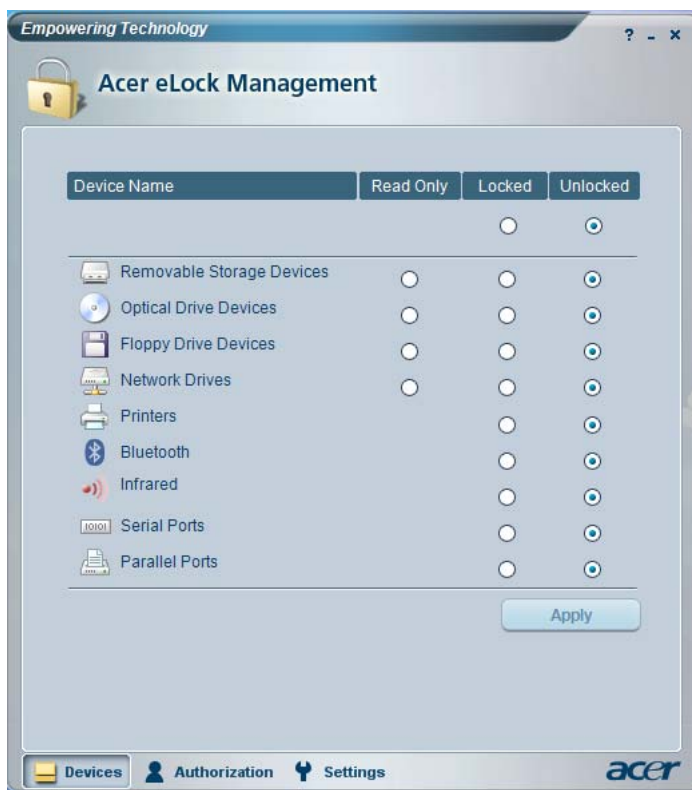 Empowering Technology
? - ×
Acer eLock Management
Device Name Read Only Locked Unlocked
Removable Storage Devices
Optical Drive Devices
Floppy Drive Devices
Network Drives
Printers
Bluetooth
Infrared
10101 Serial Ports
Parallel Ports
Apply
Devices Authorization Settings acer